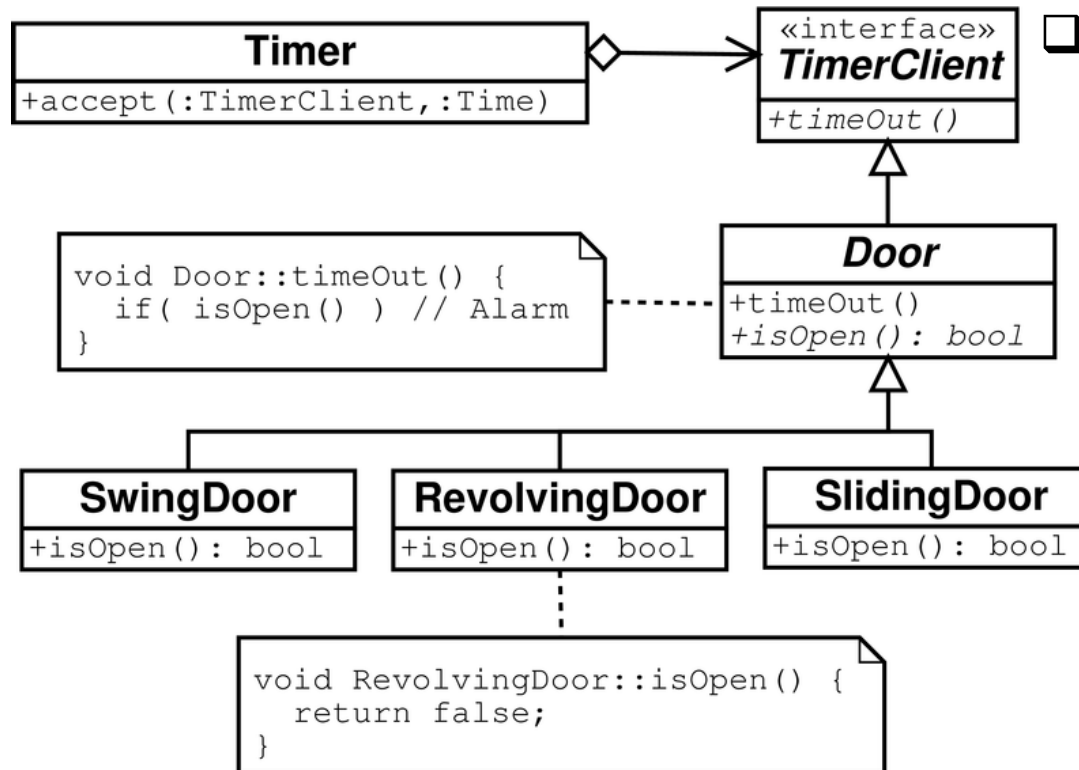 Timer
+accept(:TimerClient,:Time)
«interface»
TimerClient
+timeOut()
void Door::timeOut() {
  if( isOpen() ) // Alarm
}
Door
+timeOut()
+isOpen(): bool
SwingDoor
+isOpen(): bool
RevolvingDoor
+isOpen(): bool
SlidingDoor
+isOpen(): bool
void RevolvingDoor::isOpen() {
  return false;
}